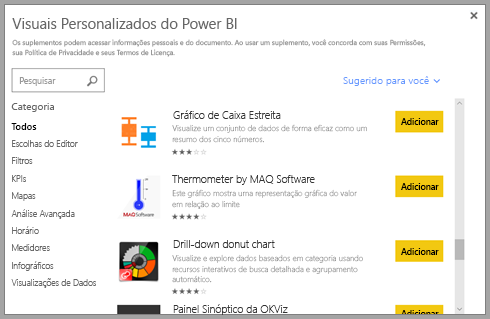 Visuais Personalizados do Power BI
Os suplementos podem acessar informações pessoais e do documento. Ao usar um suplemento, você concorda com suas Permissões,
sua Política de Privacidade e seus Termos de Licença.
Pesquisar
Sugerido para você
Categoria
Todos
Escolhas do Editor
Filtros
KPIs
Mapas
Análise Avançada
Horário
Medidores
Infográficos
Visualizações de Dados
Gráfico de Caixa Estreita
Visualize um conjunto de dados de forma eficaz como um
resumo dos cinco números.
Adicionar
MAQSoftware
Thermometer by MAQ Software
Este gráfico mostra uma representação gráfica do valor
em relação ao limite
Adicionar
Drill-down donut chart
Visualize e explore dados baseados em categoria usando
recursos interativos de busca detalhada e agrupamento
automático.
Adicionar
Painel Sinóptico da OKViz
Adicionar